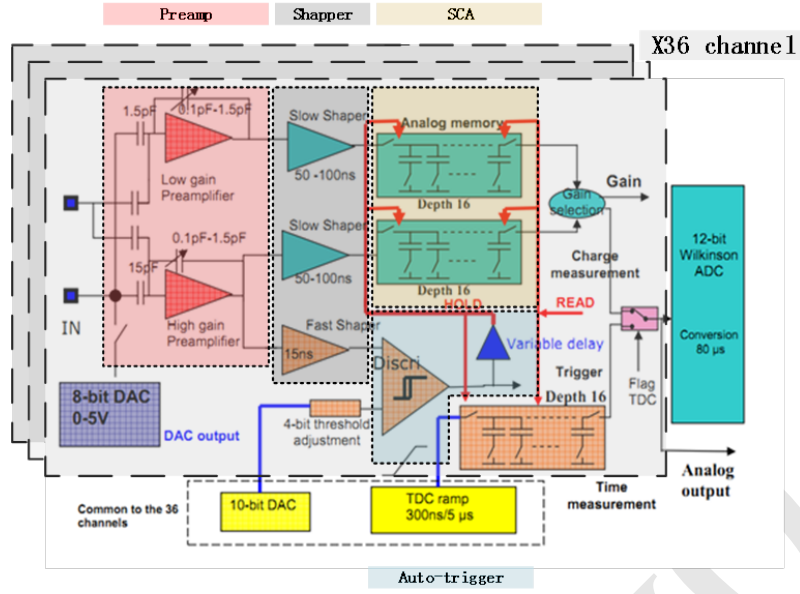 Preamp
Shapper
SCA
X36 channel
1.5pF
0.1pF-1.5pF
Slow Shaper
Analog memory
50 -100ns
Low gain
Preamplifier
Depth 16
Gain
selection
Gain
12-bit
Wilkinson
ADC
Conversion
80 µs
0.1pF-1.5pF
Slow Shaper
15pF
50-100ns
Charge
measurement
Depth 16
HOLD
READ
IN
High gain
Preamplifier
Fast Shaper
15ns
Variable delay
Discri
Trigger
Depth 16
Flag
TDC
8-bit DAC
0-5V
DAC output
4-bit threshold
adjustment
Analog
output
Time
measurement
Common to the 36
channels
10-bit DAC
TDC ramp
300ns/5 µs
Auto-trigger